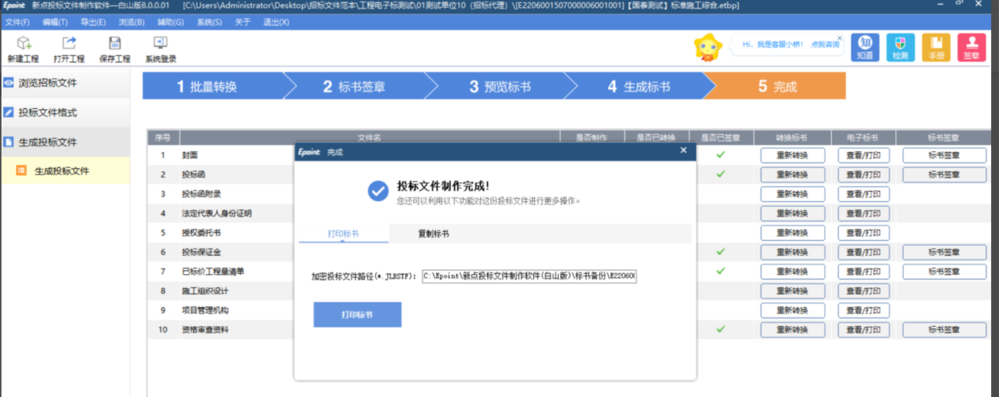 Epoint 新点投标文件制作软件—白山版8.0.0.01 [C:\Users\Administrator\Desktop\招标文件范本\工程电子标测试\01测试单位10（招标代理）\[E2206001507000006001001]【国泰测试】标准施工综合.etbp]
文件(F) 编辑(T) 导出(E) 浏览(B) 辅助(G) 系统(S) 关于 退出(X)
新建工程 打开工程 保存工程 系统登录
Hi，我是客服小桥！ 点我咨询
知 知道 检测 手册 签章
浏览招标文件
投标文件格式
生成投标文件
生成投标文件
1 批量转换 2 标书签章 3 预览标书 4 生成标书 5 完成
序号 文件名 是否制作 是否已转换 是否已签章 转换标书 电子标书 标书签章
1 封面 重新转换 查看/打印 标书签章
2 投标函 重新转换 查看/打印 标书签章
3 投标函附录 重新转换 查看/打印
4 法定代表人身份证明 重新转换 查看/打印
5 授权委托书 重新转换 查看/打印
6 投标保证金 重新转换 查看/打印 标书签章
7 已标价工程量清单 重新转换 查看/打印 标书签章
8 施工组织设计 重新转换 查看/打印
9 项目管理机构 重新转换 查看/打印
10 资格审查资料 重新转换 查看/打印 标书签章
Epoint 完成
投标文件制作完成!
您还可以利用以下功能对这份投标文件进行更多操作。
打印标书 复制标书
加密投标文件路径(*.JLBSTF)： C:\Epoint\新点投标文件制作软件(白山版)\标书备份\E22060
打印标书